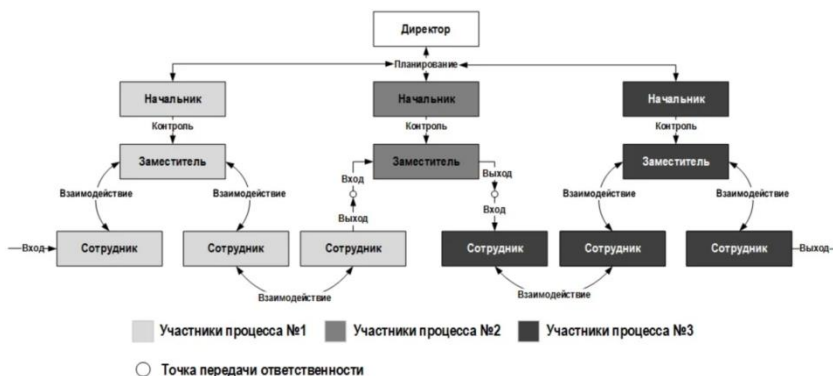 Директор
Планирование
Начальник
Начальник
Начальник
Контроль
Контроль
Контроль
Заместитель
Заместитель
Заместитель
Взаимодействие
Взаимодействие
Вход
Выход
Выход
Вход
Взаимодействие
Взаимодействие
Вход
Сотрудник
Сотрудник
Сотрудник
Сотрудник
Сотрудник
Сотрудник
Выход
Взаимодействие
Взаимодействие
Участники процесса №1
Участники процесса №2
Участники процесса №3
Точка передачи ответственности